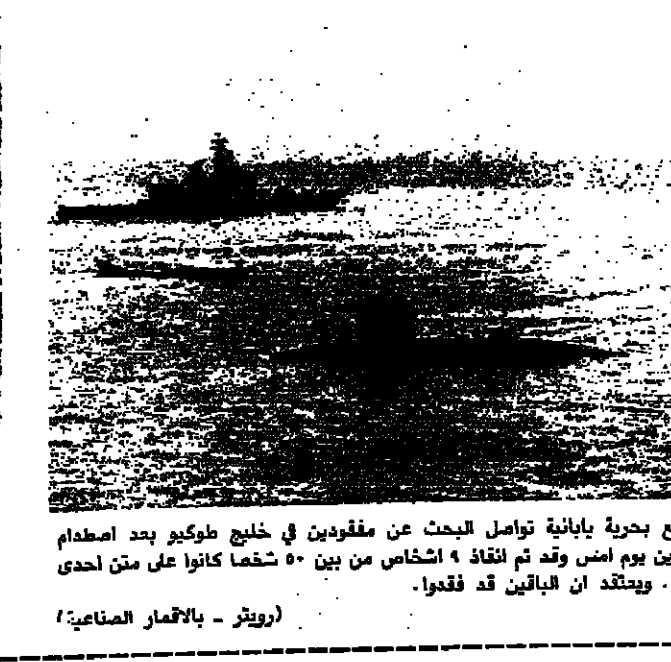 بحرية يابانية تواصل البحث عن مفقودين في خليج طوكيو بعد اصطدام
يوم امس وقد تم انقاذ ٩ اشخاص من بين ٥٠ شخصا كانوا على متن احدى
. ويعتقد ان الباقين قد فقدوا.
(رويتر - بالاقمار الصناعية)